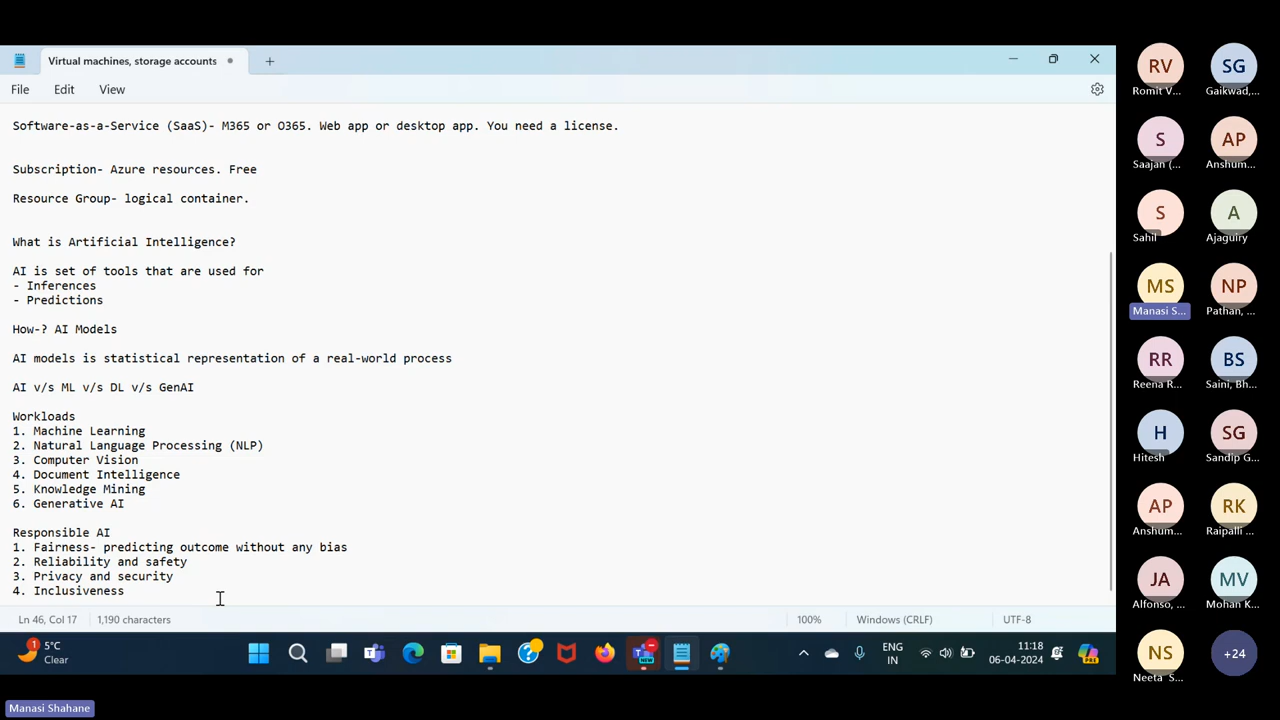 Virtual machines, storage accounts
File Edit View
Software-as-a-Service (SaaS)- M365 or O365. Web app or desktop app. You need a license.
Subscription- Azure resources. Free
Resource Group- logical container.
What is Artificial Intelligence?
AI is set of tools that are used for
- Inferences
- Predictions
How-? AI Models
AI models is statistical representation of a real-world process
AI v/s ML v/s DL v/s GenAI
Workloads
1. Machine Learning
2. Natural Language Processing (NLP)
3. Computer Vision
4. Document Intelligence
5. Knowledge Mining
6. Generative AI
Responsible AI
1. Fairness- predicting outcome without any bias
2. Reliability and safety
3. Privacy and security
4. Inclusiveness
Ln 46, Col 17 1,190 characters 100% Windows (CRLF) UTF-8
1
5°C
Clear
NEW
ENG
IN
11:18
06-04-2024
PRE
Manasi Shahane
RV SG
Romit V... Gaikwad,...
S AP
Saajan (... Anshum...
S A
Sahil Ajaguiry
MS NP
Manasi S... Pathan, ...
RR BS
Reena R... Saini, Bh...
H SG
Hitesh Sandip G...
AP RK
Anshum... Raipalli ...
JA MV
Alfonso, ... Mohan K...
NS +24
Neeta S...